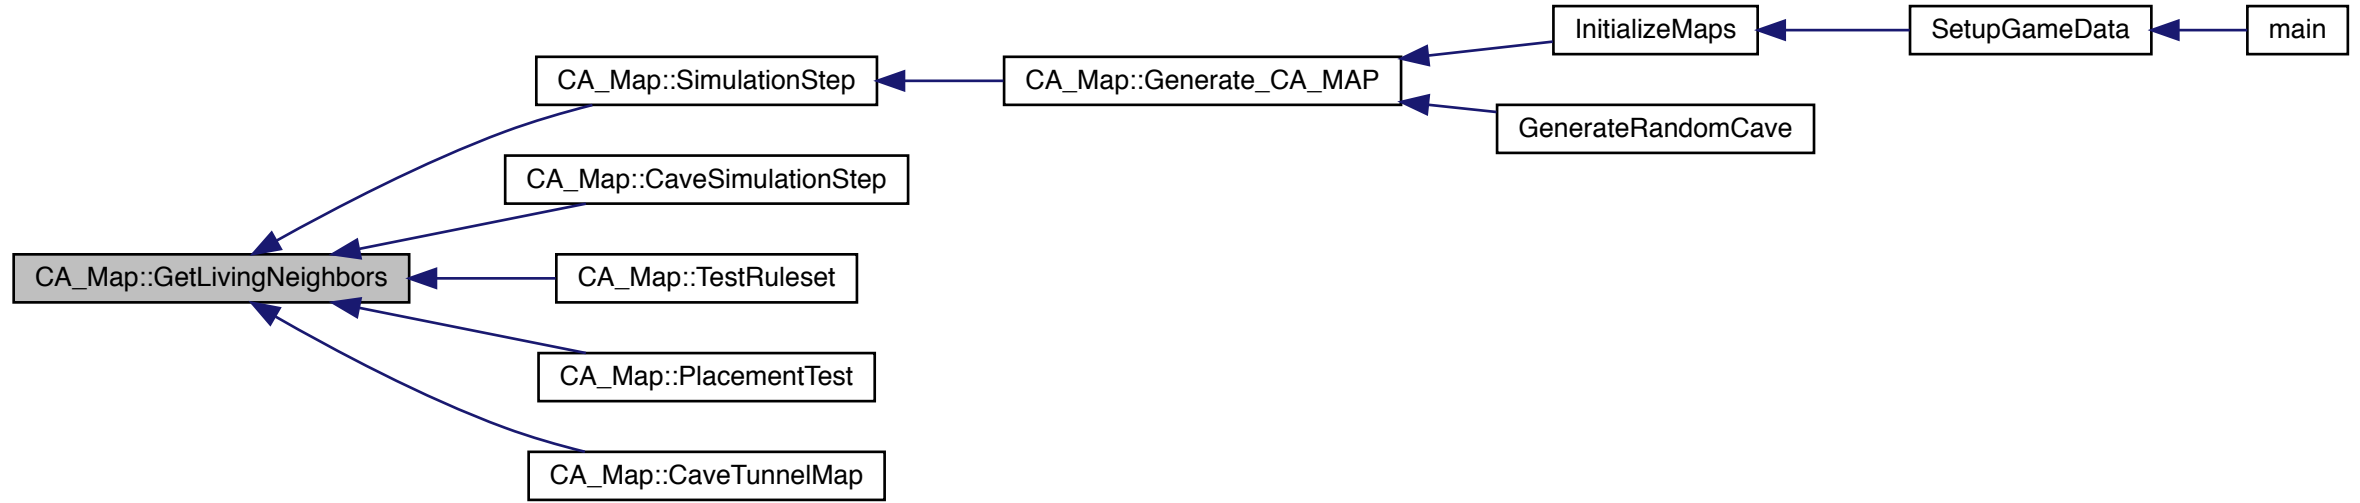 InitializeMaps
SetupGameData
main
CA_Map::SimulationStep
CA_Map::Generate_CA_MAP
GenerateRandomCave
CA_Map::CaveSimulationStep
CA_Map::GetLivingNeighbors
CA_Map::TestRuleset
CA_Map::PlacementTest
CA_Map::CaveTunnelMap